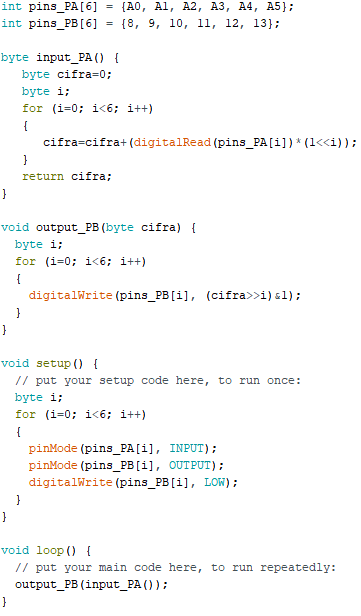 int pins_PA[6] = {A0, A1, A2, A3, A4, A5};
int pins_PB[6] = {8, 9, 10, 11, 12, 13};

byte input_PA() {
   byte cifra=0;
   byte i;
   for (i=0; i<6; i++)
   {
      cifra=cifra+(digitalRead(pins_PA[i])*(1<<i));
   }
   return cifra;
}

void output_PB(byte cifra) {
  byte i;
  for (i=0; i<6; i++)
  {
    digitalWrite(pins_PB[i], (cifra>>i)&1);
  }
}

void setup() {
  // put your setup code here, to run once:
  byte i;
  for (i=0; i<6; i++)
  {
    pinMode(pins_PA[i], INPUT);
    pinMode(pins_PB[i], OUTPUT);
    digitalWrite(pins_PB[i], LOW);
  }
}

void loop() {
  // put your main code here, to run repeatedly:
  output_PB(input_PA());
}